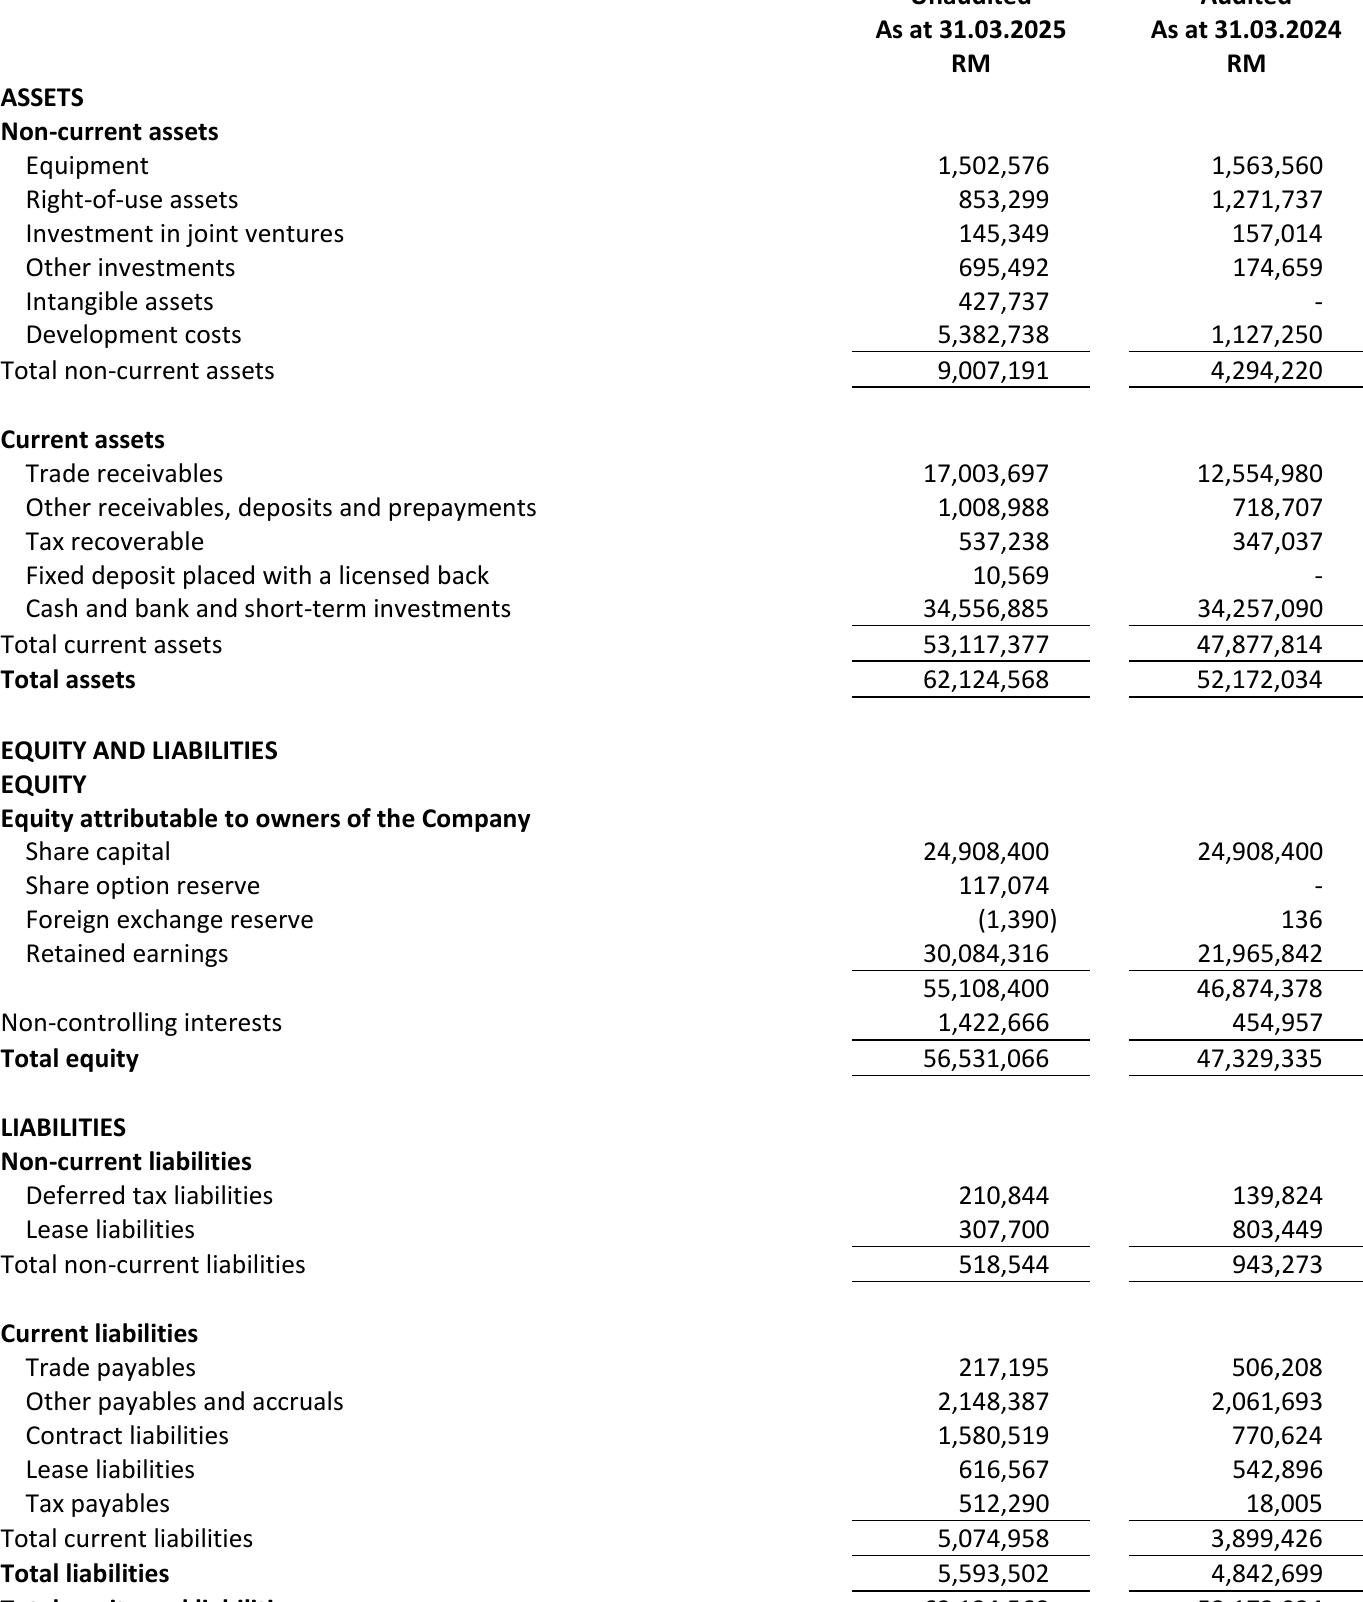 As at 31.03.2025 As at 31.03.2024
RM RM
ASSETS
Non-current assets
Equipment 1,502,576 1,563,560
Right-of-use assets 853,299 1,271,737
Investment in joint ventures 145,349 157,014
Other investments 695,492 174,659
Intangible assets 427,737 -
Development costs 5,382,738 1,127,250
Total non-current assets 9,007,191 4,294,220
Current assets
Trade receivables 17,003,697 12,554,980
Other receivables, deposits and prepayments 1,008,988 718,707
Tax recoverable 537,238 347,037
Fixed deposit placed with a licensed back 10,569 -
Cash and bank and short-term investments 34,556,885 34,257,090
Total current assets 53,117,377 47,877,814
Total assets 62,124,568 52,172,034
EQUITY AND LIABILITIES
EQUITY
Equity attributable to owners of the Company
Share capital 24,908,400 24,908,400
Share option reserve 117,074 -
Foreign exchange reserve (1,390) 136
Retained earnings 30,084,316 21,965,842
55,108,400 46,874,378
Non-controlling interests 1,422,666 454,957
Total equity 56,531,066 47,329,335
LIABILITIES
Non-current liabilities
Deferred tax liabilities 210,844 139,824
Lease liabilities 307,700 803,449
Total non-current liabilities 518,544 943,273
Current liabilities
Trade payables 217,195 506,208
Other payables and accruals 2,148,387 2,061,693
Contract liabilities 1,580,519 770,624
Lease liabilities 616,567 542,896
Tax payables 512,290 18,005
Total current liabilities 5,074,958 3,899,426
Total liabilities 5,593,502 4,842,699